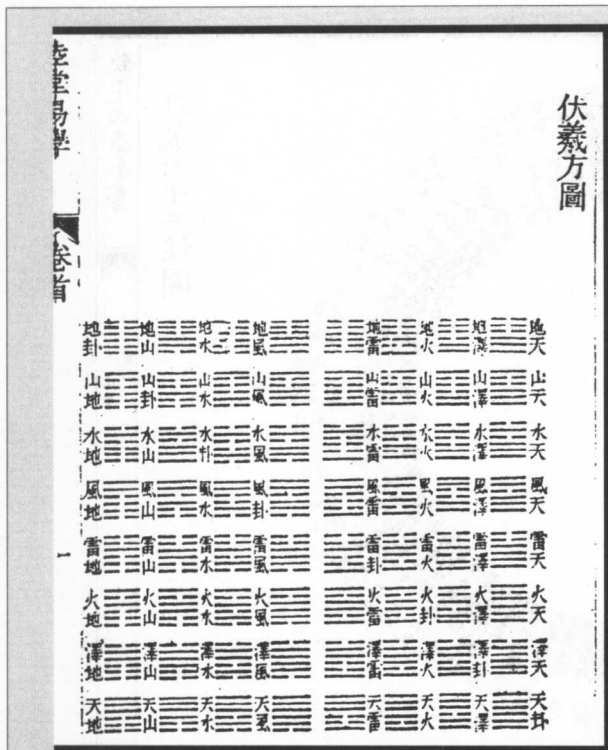 伏羲方圖
地天 地澤 地火 地雷 地風 地水 地山 地卦
山天 山澤 山火 山雷 山風 山水 山卦 山地
水天 水澤 水火 水雷 水風 水卦 水山 水地
風天 風澤 風火 風雷 風卦 風水 風山 風地
雷天 雷澤 雷火 雷卦 雷風 雷水 雷山 雷地
火天 火澤 火卦 火雷 火風 火水 火山 火地
澤天 澤卦 澤火 澤雷 澤風 澤水 澤山 澤地
天卦 天澤 天火 天雷 天風 天水 天山 天地
陸堂易學
卷首
一